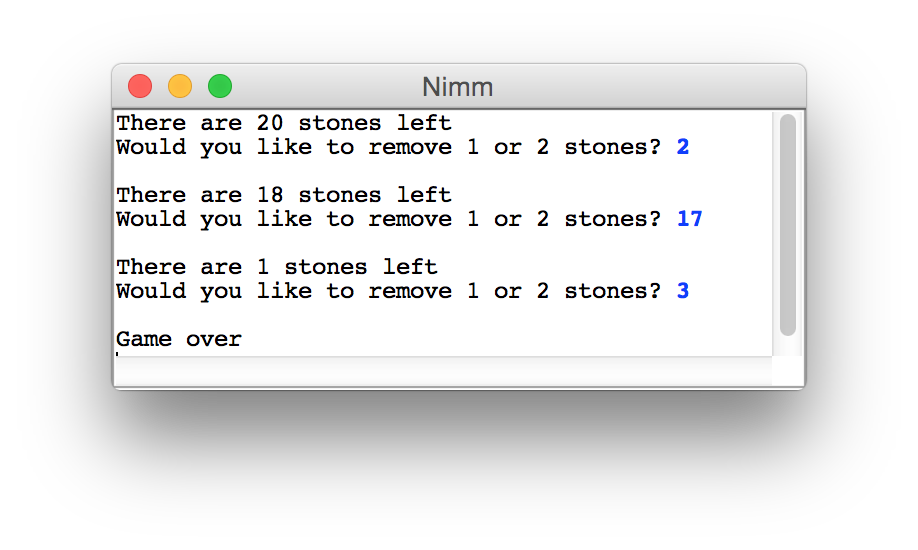 Nimm
There are 20 stones left
Would you like to remove 1 or 2 stones? 2
There are 18 stones left
Would you like to remove 1 or 2 stones? 17
There are 1 stones left
Would you like to remove 1 or 2 stones? 3
Game over